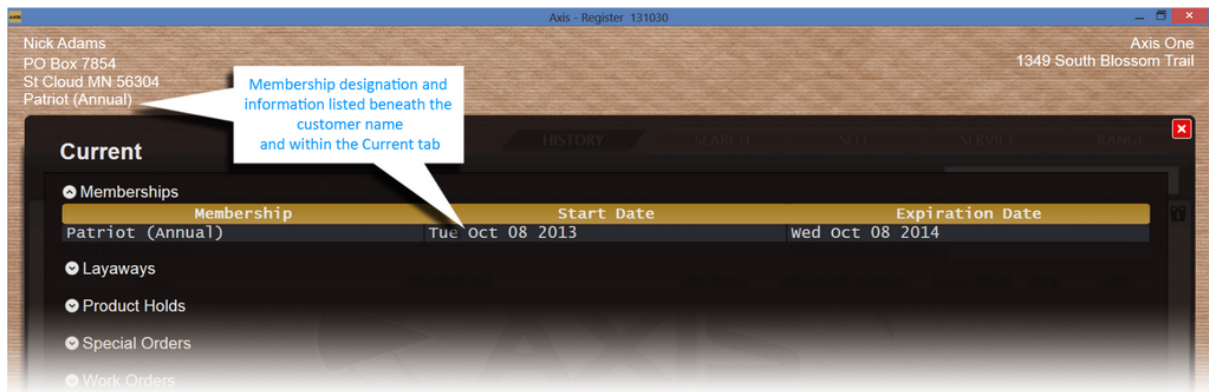 AXIS
Axis - Register 131030
Nick Adams
PO Box 7854
St Cloud MN 56304
Patriot (Annual)
Axis One
1349 South Blossom Trail
Membership designation and
information listed beneath the
customer name
and within the Current tab
HISTORY
SEARCH
SELL
SERVICE
RANGE
Current
Memberships
Membership
Start Date
Expiration Date
Patriot (Annual)
Tue Oct 08 2013
Wed Oct 08 2014
Layaways
Product Holds
Special Orders
Work Orders
AXIS